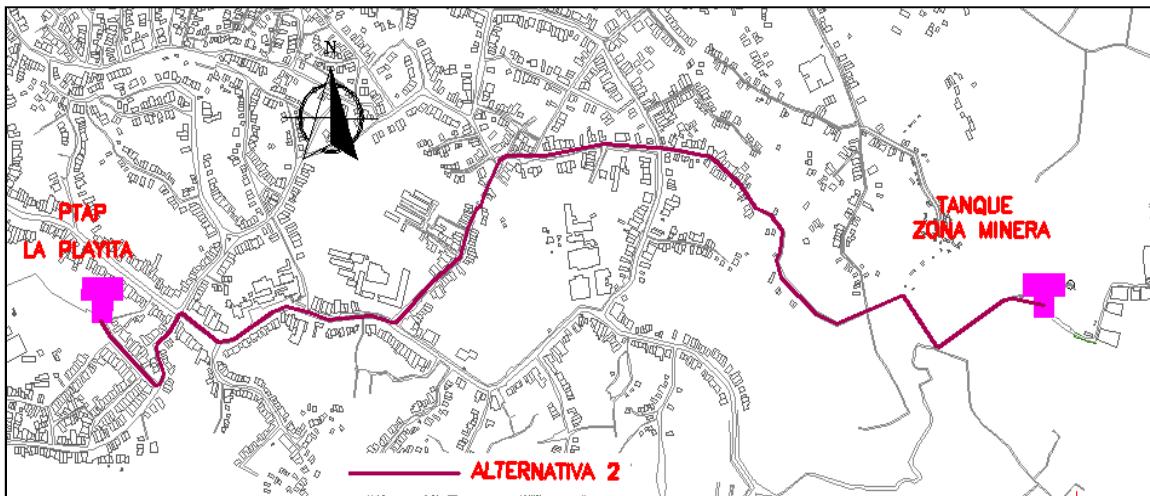 N
PTAP
LA PLAYITA
TANQUE
ZONA MINERA
ALTERNATIVA 2